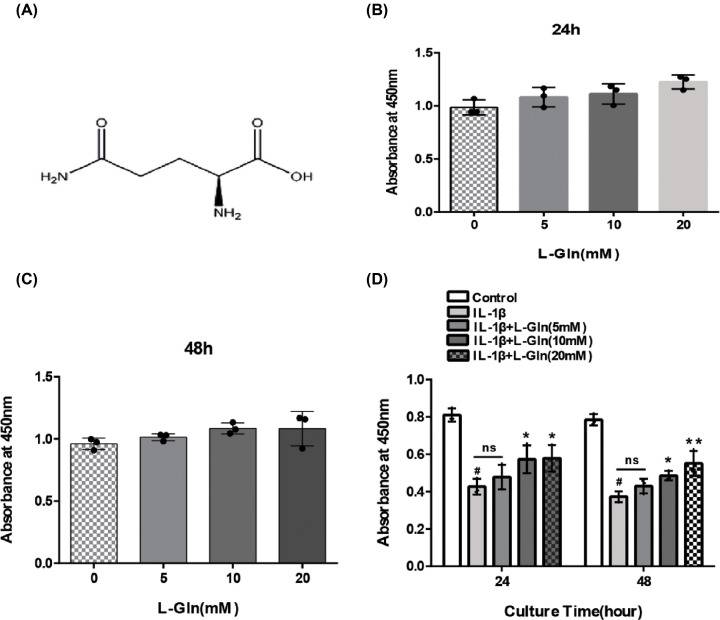 (A)
O
O
H₂N
OH
NH₂
(B)
24h
Absorbance at 450nm
1.5
1.0
0.5
0.0
0 5 10 20
L-Gln(mM)
(C)
48h
Absorbance at 450nm
1.5
1.0
0.5
0.0
0 5 10 20
L-Gln(mM)
(D)
Control
IL-1β
IL-1β+L-Gln(5mM)
IL-1β+L-Gln(10mM)
IL-1β+L-Gln(20mM)
Absorbance at 450nm
1.0
0.8
0.6
0.4
0.2
0.0
ns
#
*
*
ns
#
*
**
24 48
Culture Time(hour)